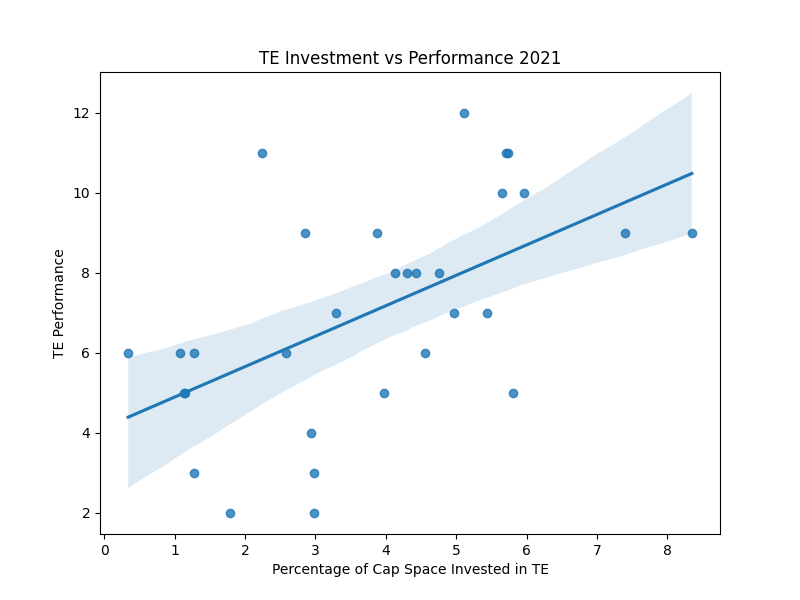 TE Investment vs Performance 2021
12
10
8
6
4
2
TE Performance
0 1 2 3 4 5 6 7 8
Percentage of Cap Space Invested in TE